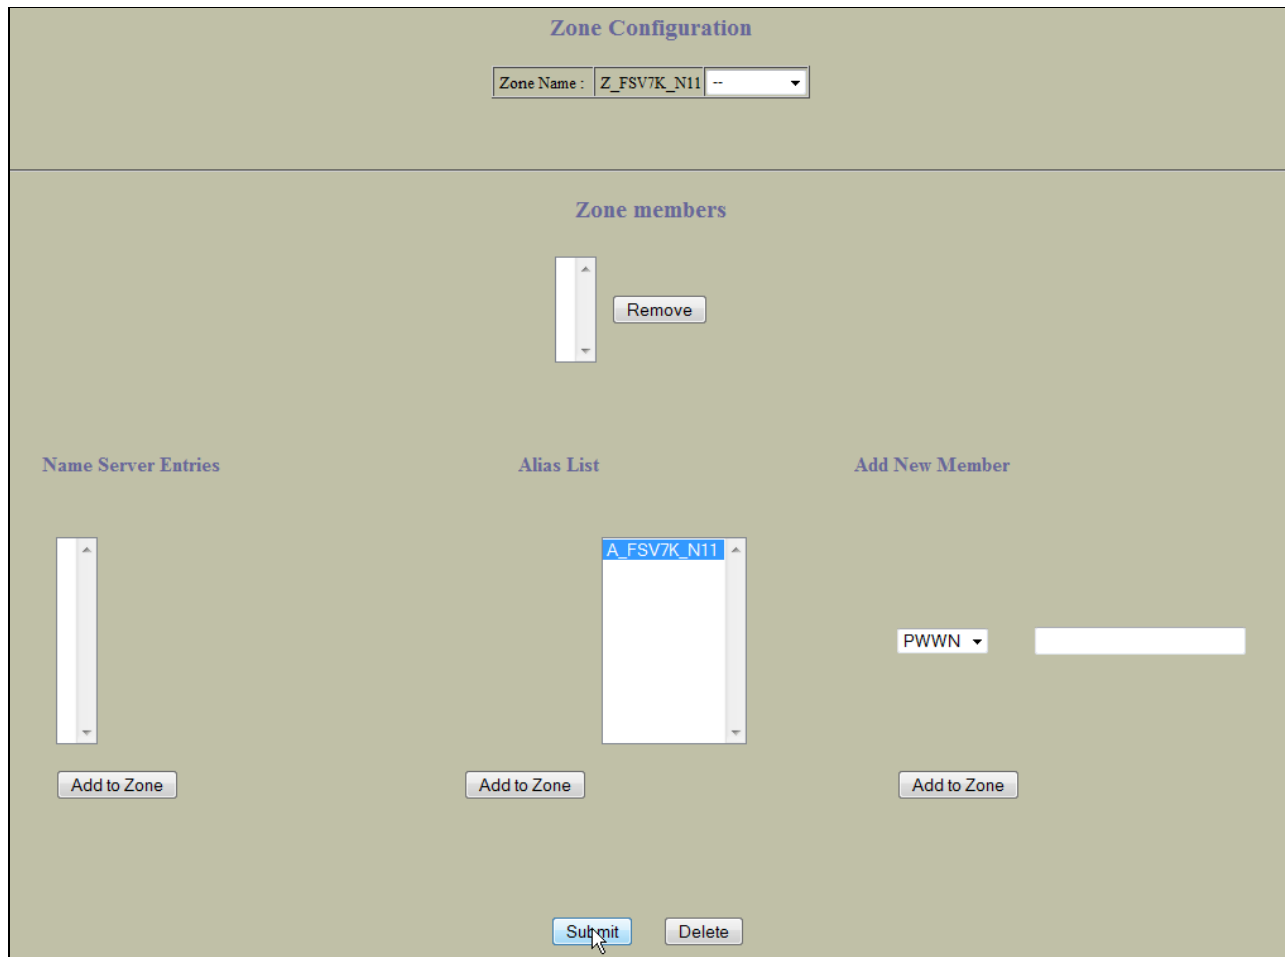 Zone Configuration
Zone Name : Z_FSV7K_N11 --
Zone members
Remove
Name Server Entries Alias List Add New Member
A_FSV7K_N11
PWWN
Add to Zone Add to Zone Add to Zone
Submit Delete